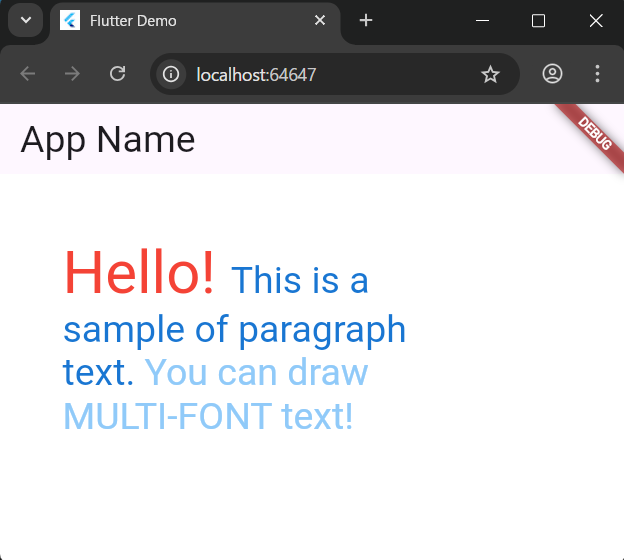 Flutter Demo
localhost:64647
App Name
DEBUG
Hello! This is a
sample of paragraph
text. You can draw
MULTI-FONT text!